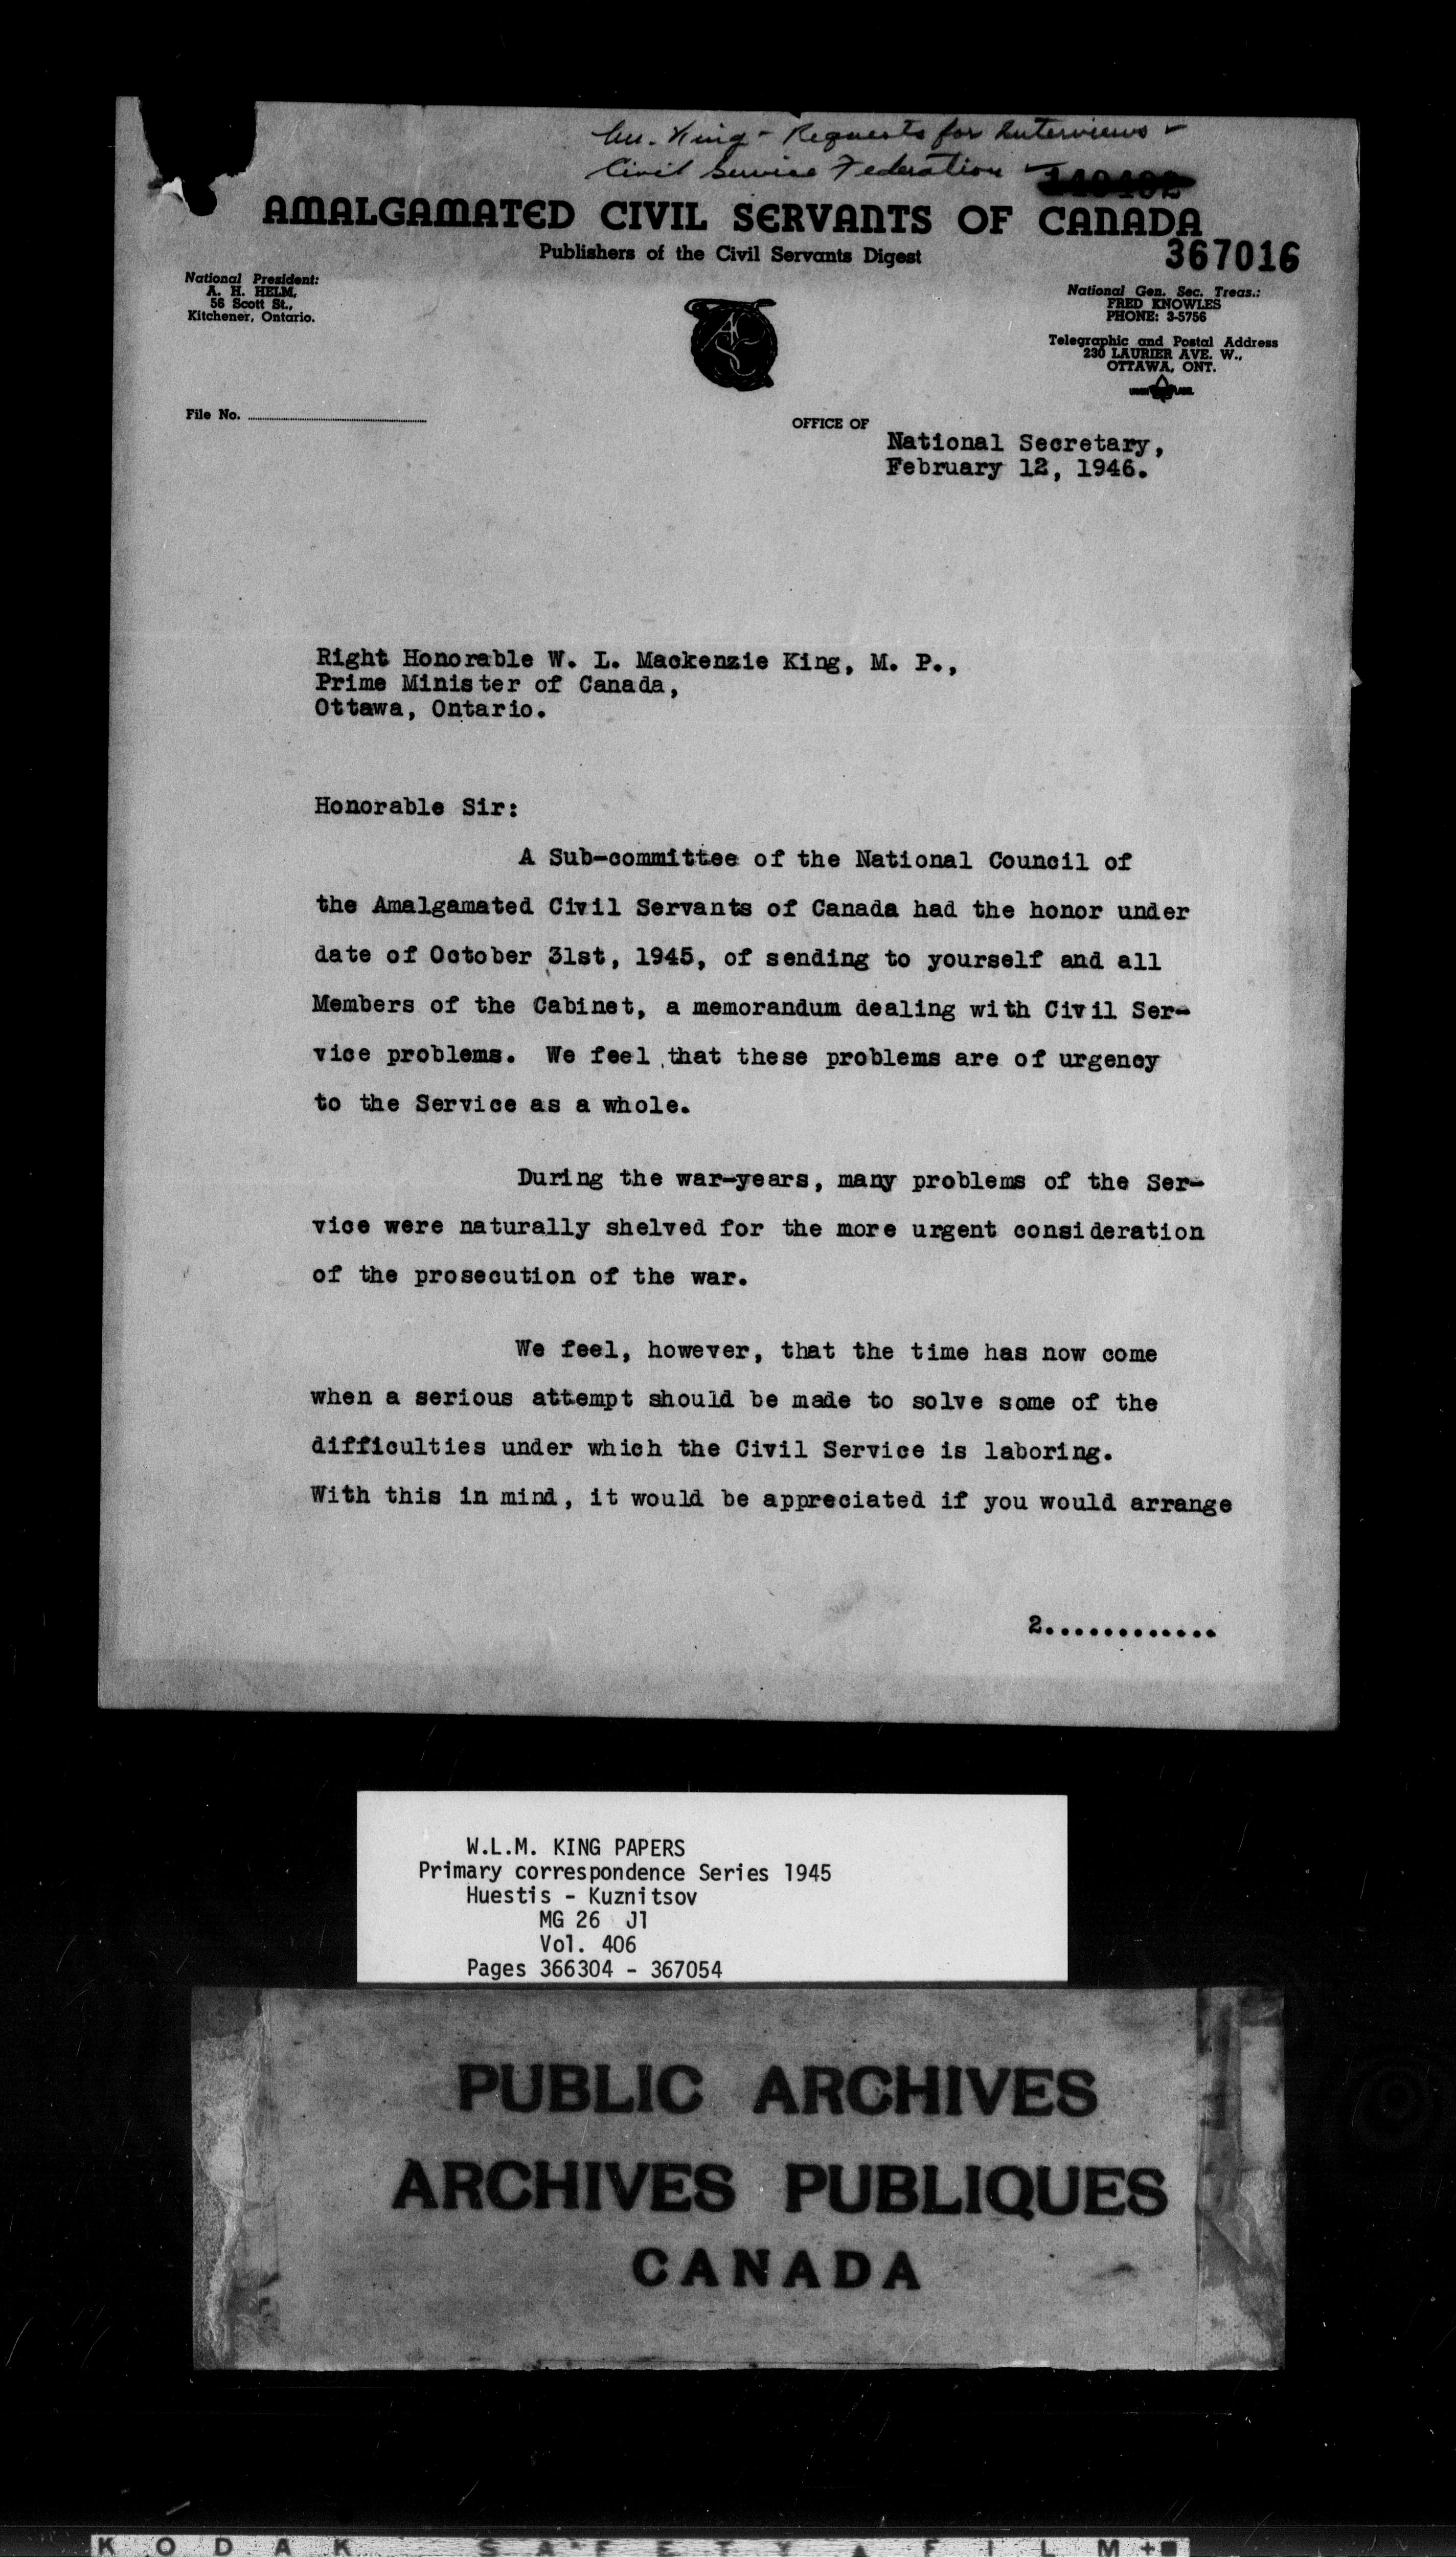 Mr. King - Requests for Interviews
Civil Service Federation
AMALGAMATED CIVIL SERVANTS OF CANADA
Publishers of the Civil Servants Digest
367016
National President:
A. H. HELM,
56 Scott St.,
Kitchener, Ontario.
National Gen. Sec. Treas.:
FRED KNOWLES
PHONE: 3-5756
Telegraphic and Postal Address
230 LAURIER AVE. W.,
OTTAWA, ONT.
ACSC
File No.
OFFICE OF
National Secretary,
February 12, 1946.
Right Honorable W. L. Mackenzie King, M. P.,
Prime Minister of Canada,
Ottawa, Ontario.
Honorable Sir:
A Sub-committee of the National Council of
the Amalgamated Civil Servants of Canada had the honor under
date of October 31st, 1945, of sending to yourself and all
Members of the Cabinet, a memorandum dealing with Civil Ser-
vice problems. We feel that these problems are of urgency
to the Service as a whole.
During the war-years, many problems of the Ser-
vice were naturally shelved for the more urgent consideration
of the prosecution of the war.
We feel, however, that the time has now come
when a serious attempt should be made to solve some of the
difficulties under which the Civil Service is laboring.
With this in mind, it would be appreciated if you would arrange
2.............
W.L.M. KING PAPERS
Primary correspondence Series 1945
Huestis - Kuznitsov
MG 26 J1
Vol. 406
Pages 366304 - 367054
PUBLIC ARCHIVES
ARCHIVES PUBLIQUES
CANADA
KODAK SAFETY FILM